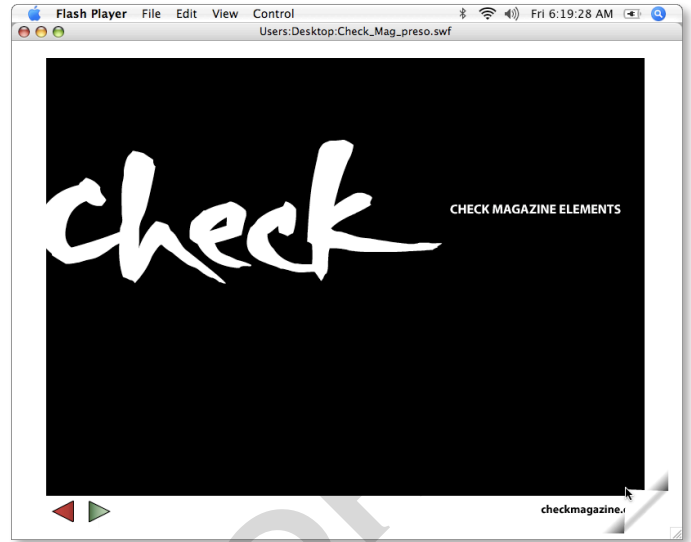 Flash Player File Edit View Control Fri 6:19:28 AM
Users:Desktop:Check_Mag_preso.swf
check
CHECK MAGAZINE ELEMENTS
checkmagazine.